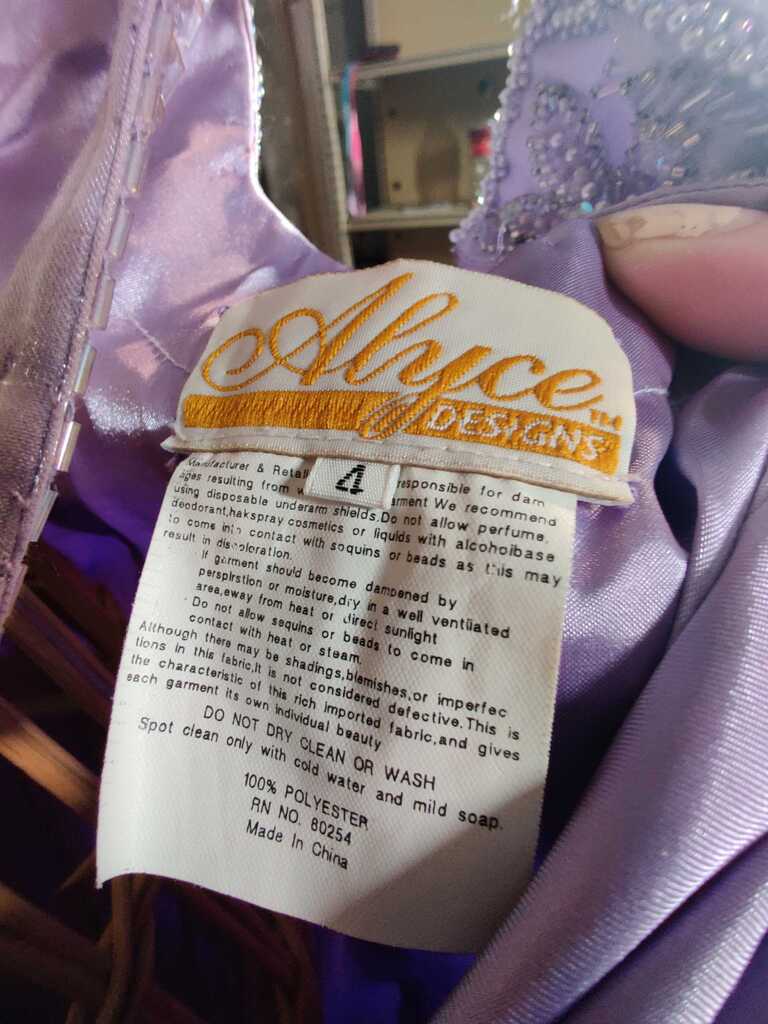 Alyce™
DESIGNS
4
Manufacturer & Retail responsible for dam
ages resulting from w arment We recommend
using disposable underarm shields.Do not allow perfume,
deodorant,hakspray cosmetics or liquids with alcohoibase
to come into contact with soquins or beads as this may
result in discoloration.
If garment should become dampened by
perspirstion or moisture,dry in a well ventiiated
area,eway from heat or direct sunlight
Do not allow sequins or beads to come in
contact with heat or steam.
Although there may be shadings,blemishes,or imperfec
tions in this fabric,It is not considered defective.This is
the characteristic of this rich imported fabric,and gives
each garment its own individual beauty
DO NOT DRY CLEAN OR WASH
Spot clean only with cold water and mild soap.
100% POLYESTER
RN NO. 80254
Made In China